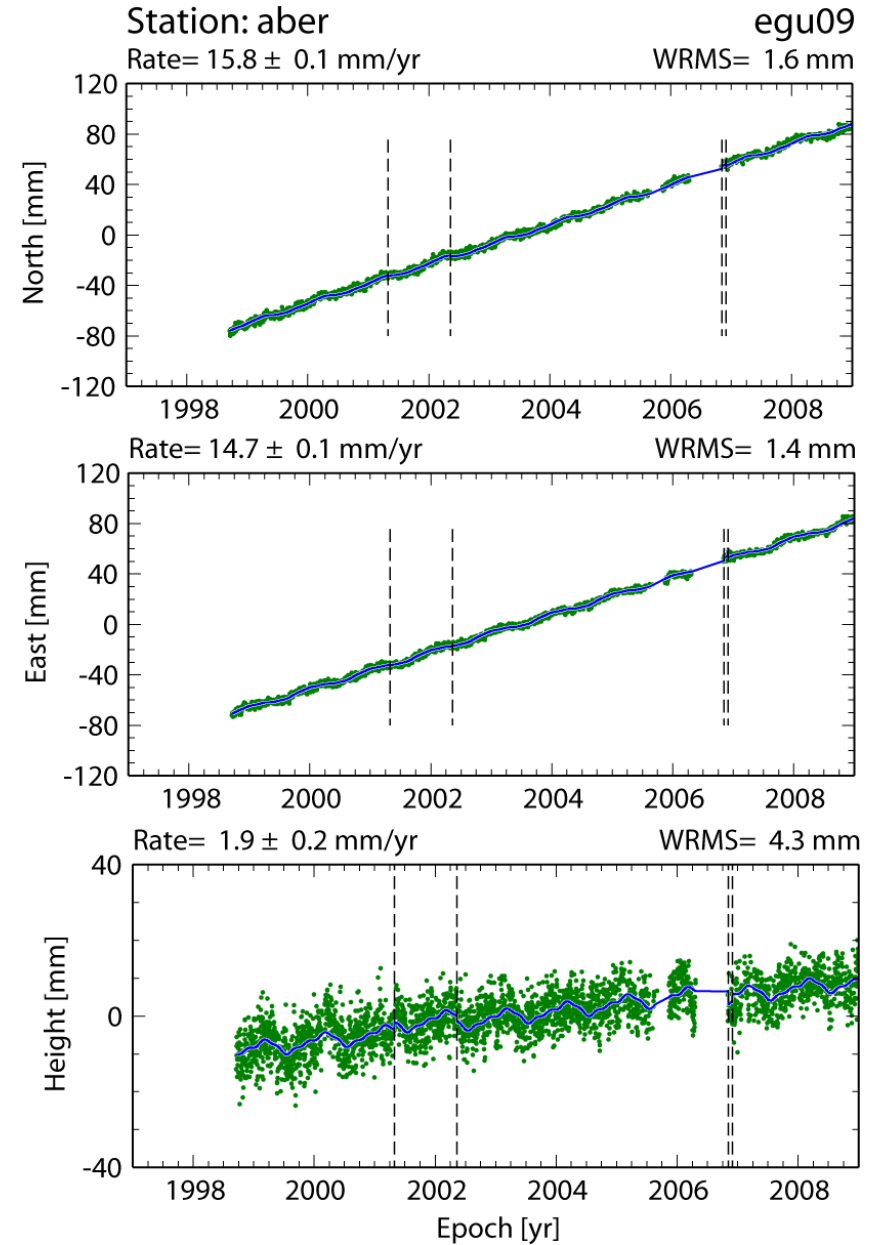 Station: aber egu09
Rate= 15.8 ± 0.1 mm/yr WRMS= 1.6 mm
120
80
40
0
-40
-80
-120
North [mm]
1998 2000 2002 2004 2006 2008
Rate= 14.7 ± 0.1 mm/yr WRMS= 1.4 mm
120
80
40
0
-40
-80
-120
East [mm]
1998 2000 2002 2004 2006 2008
Rate= 1.9 ± 0.2 mm/yr WRMS= 4.3 mm
40
0
-40
Height [mm]
1998 2000 2002 2004 2006 2008
Epoch [yr]